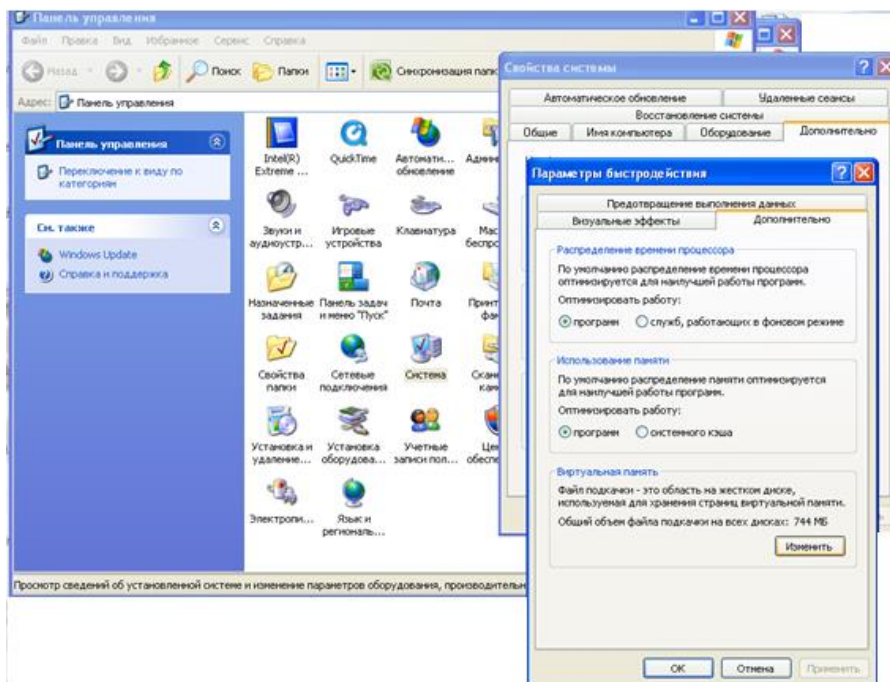 Панель управления
Файл Правка Вид Избранное Сервис Справка
Назад Поиск Папки Синхронизация
Адрес: Панель управления
Панель управления
Переключение к виду по
категориям
См. также
Windows Update
Справка и поддержка
Intel(R)
Extreme ...
QuickTime
Автомати...
обновление
Звуки и
аудиоустр...
Игровые
устройства
Клавиатура
Назначенные
задания
Панель задач
и меню "Пуск"
Почта
Свойства
папки
Сетевые
подключения
Система
Установка и
удаление...
Установка
оборудова...
Учетные
записи пол...
Электропи...
Язык и
региональ...
Просмотр сведений об установленной системе и изменение параметров оборудования,
Свойства системы
Автоматическое обновление Удаленные сеансы
Восстановление системы
Общие Имя компьютера Оборудование Дополнительно
Параметры быстродействия
Предотвращение выполнения данных
Визуальные эффекты Дополнительно
Распределение времени процессора
По умолчанию распределение времени процессора
оптимизируется для наилучшей работы программ.
Оптимизировать работу:
программ служб, работающих в фоновом режиме
Использование памяти
По умолчанию распределение памяти оптимизируется
для наилучшей работы программ.
Оптимизировать работу:
программ системного кэша
Виртуальная память
Файл подкачки - это область на жестком диске,
используемая для хранения страниц виртуальной памяти.
Общий объем файла подкачки на всех дисках: 744 МБ
Изменить
ОК Отмена Применить